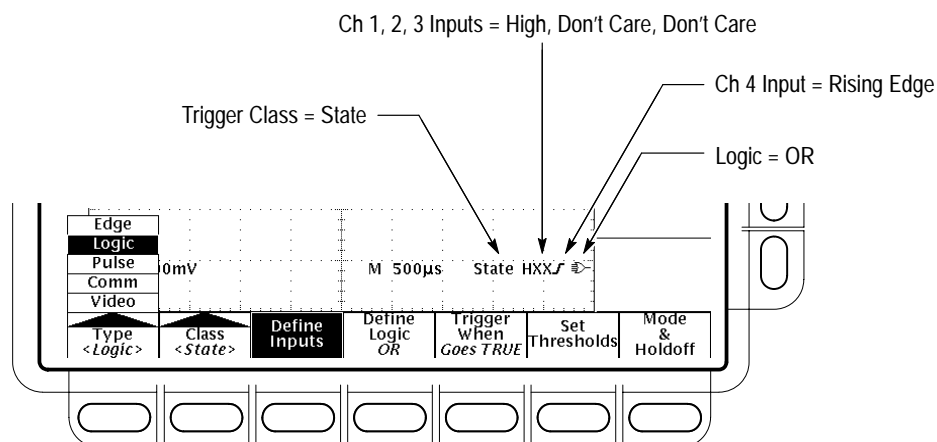 Ch 1, 2, 3 Inputs = High, Don't Care, Don't Care
Ch 4 Input = Rising Edge
Trigger Class = State
Logic = OR
Edge
Logic
Pulse
Comm
Video
0mV
M 500µs
State HXX
Type
<Logic>
Class
<State>
Define
Inputs
Define
Logic
OR
Trigger
When
Goes TRUE
Set
Thresholds
Mode
&
Holdoff